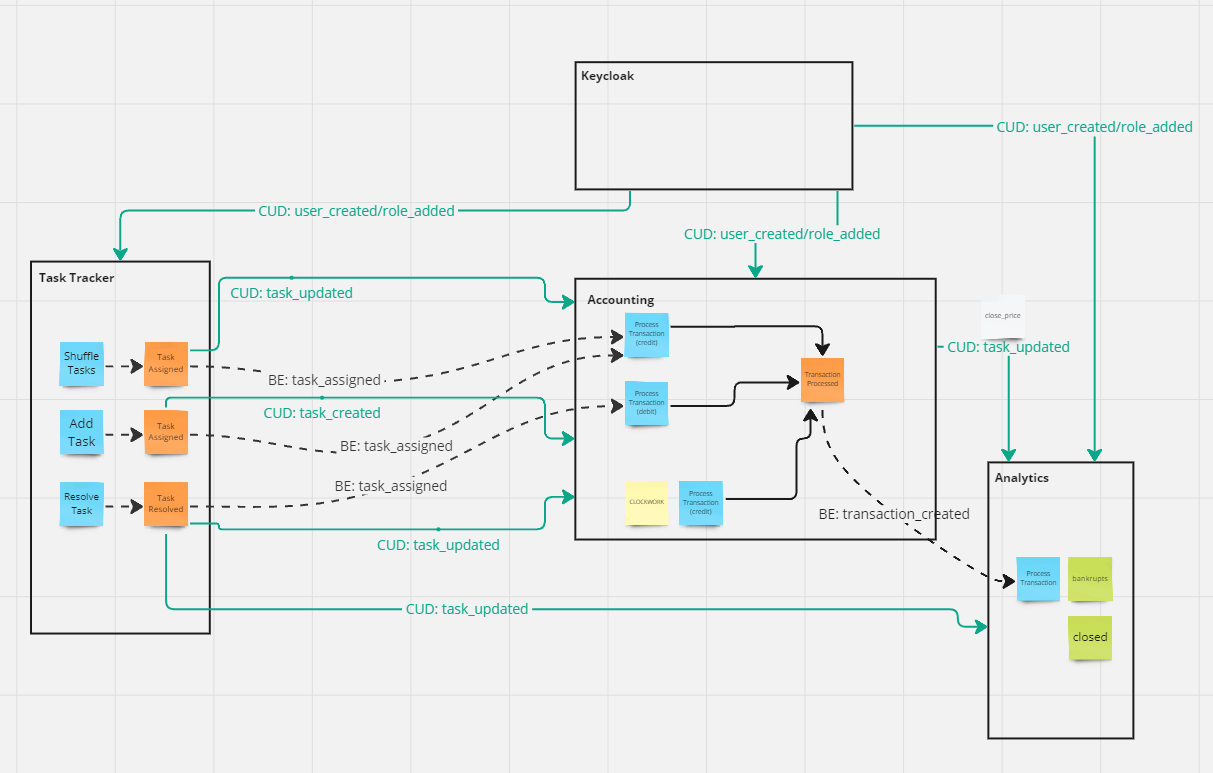 Keycloak
CUD: user_created/role_added
CUD: user_created/role_added
CUD: user_created/role_added
Task Tracker
CUD: task_updated
Shuffle
Tasks
Task
Assigned
BE: task_assigned
CUD: task_created
Add
Task
Task
Assigned
BE: task_assigned
BE: task_assigned
Resolve
Task
Task
Resolved
CUD: task_updated
CUD: task_updated
Accounting
Process
Transaction
(credit)
Process
Transaction
(debit)
Transaction
Processed
CLOCKWORK
Process
Transaction
(credit)
BE: transaction_created
close_price
CUD: task_updated
Analytics
Process
Transaction
bankrupts
closed